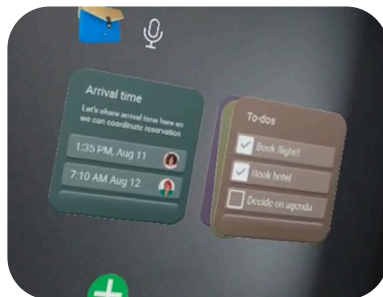 Arrival time
Let's share arrival time here so
we can coordinate reservation
1:35 PM, Aug 11
7:10 AM Aug 12
To-dos
Book flight!!
Book hotel
Decide on agenda